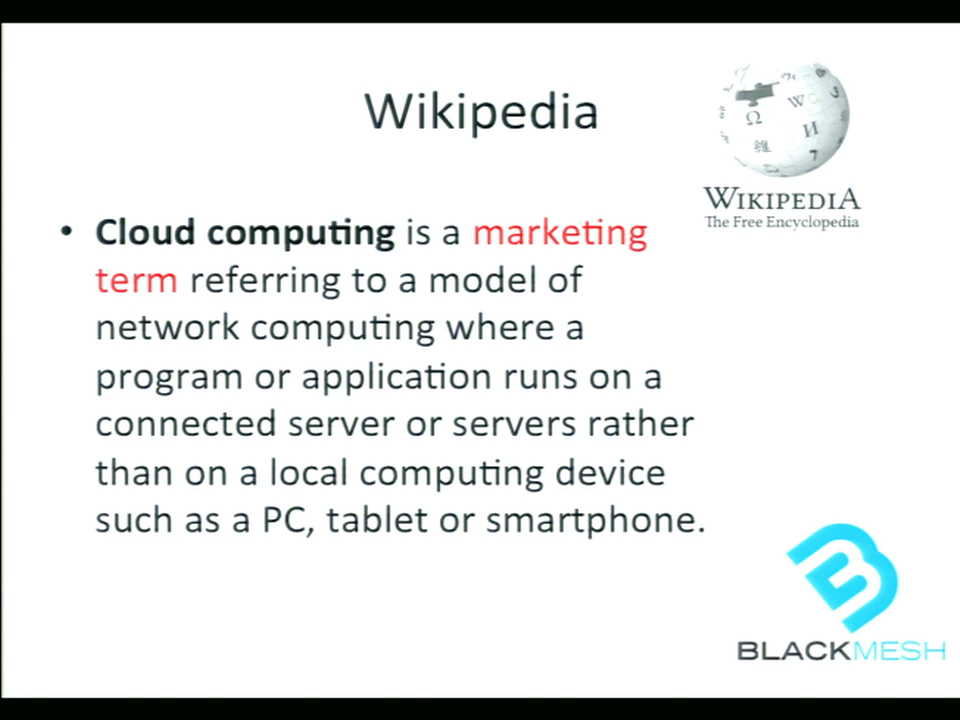 Wikipedia
WIKIPEDIA
The Free Encyclopedia
• Cloud computing is a marketing
term referring to a model of
network computing where a
program or application runs on a
connected server or servers rather
than on a local computing device
such as a PC, tablet or smartphone.
BLACKMESH